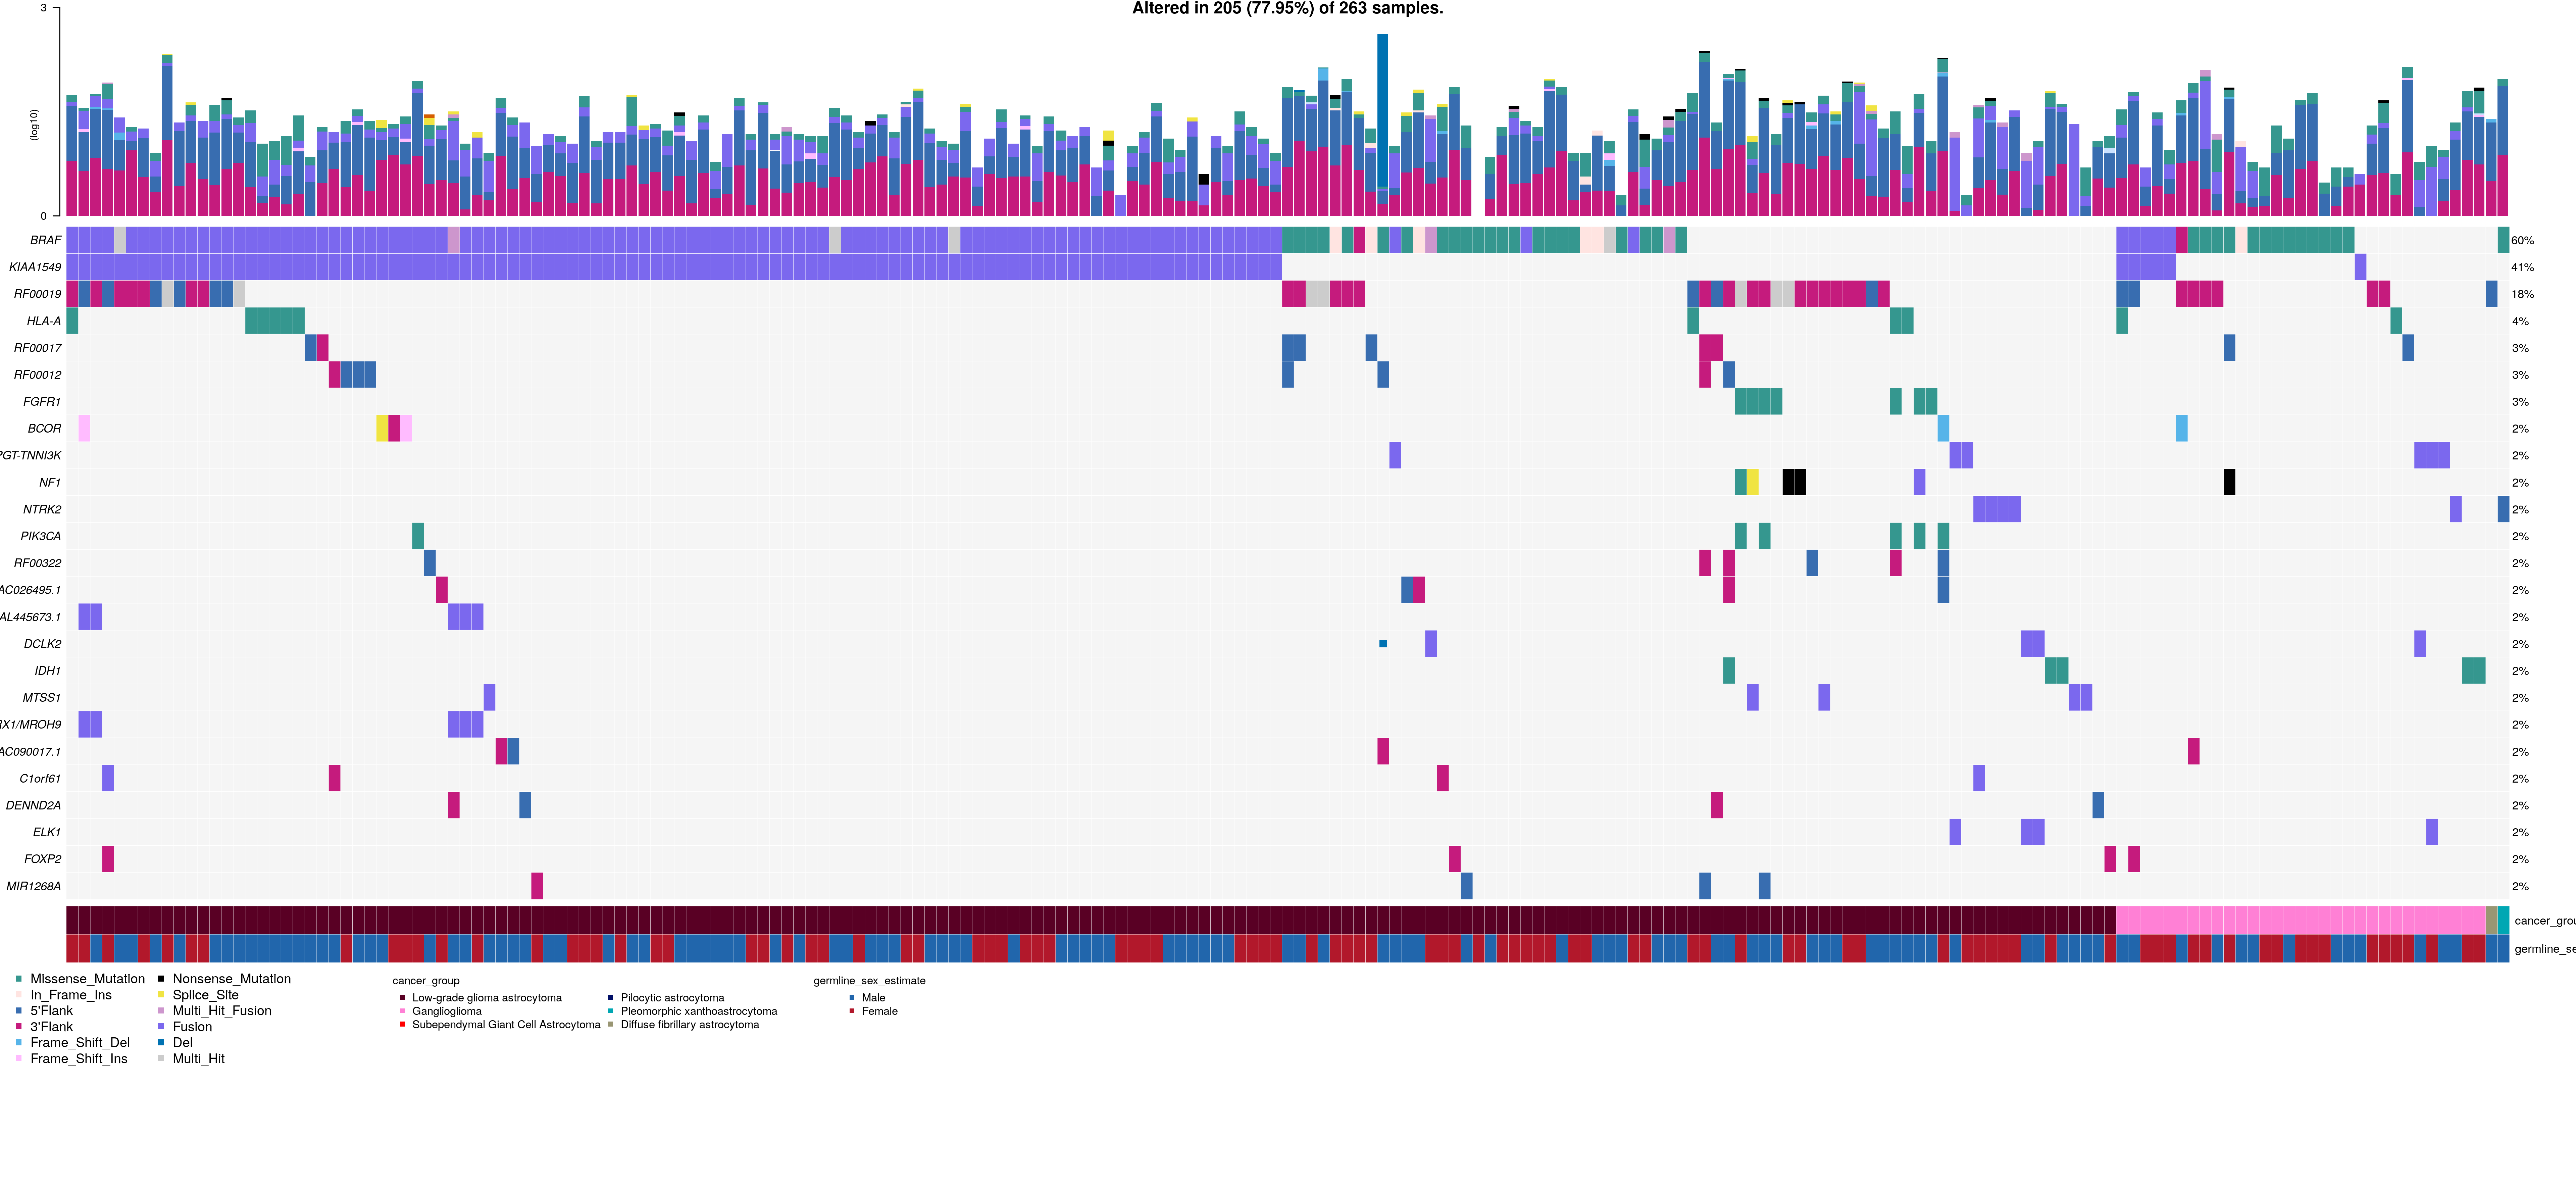 Altered in 205 (77.95%) of 263 samples.
3
(log10)
0
BRAF 60%
KIAA1549 41%
RF00019 18%
HLA-A 4%
RF00017 3%
RF00012 3%
FGFR1 3%
BCOR 2%
PGT-TNNI3K 2%
NF1 2%
NTRK2 2%
PIK3CA 2%
RF00322 2%
AC026495.1 2%
AL445673.1 2%
DCLK2 2%
IDH1 2%
MTSS1 2%
RX1/MROH9 2%
AC090017.1 2%
C1orf61 2%
DENND2A 2%
ELK1 2%
FOXP2 2%
MIR1268A 2%
cancer_grou
germline_se
Missense_Mutation
In_Frame_Ins
5'Flank
3'Flank
Frame_Shift_Del
Frame_Shift_Ins
Nonsense_Mutation
Splice_Site
Multi_Hit_Fusion
Fusion
Del
Multi_Hit
cancer_group
Low-grade glioma astrocytoma
Ganglioglioma
Subependymal Giant Cell Astrocytoma
Pilocytic astrocytoma
Pleomorphic xanthoastrocytoma
Diffuse fibrillary astrocytoma
germline_sex_estimate
Male
Female